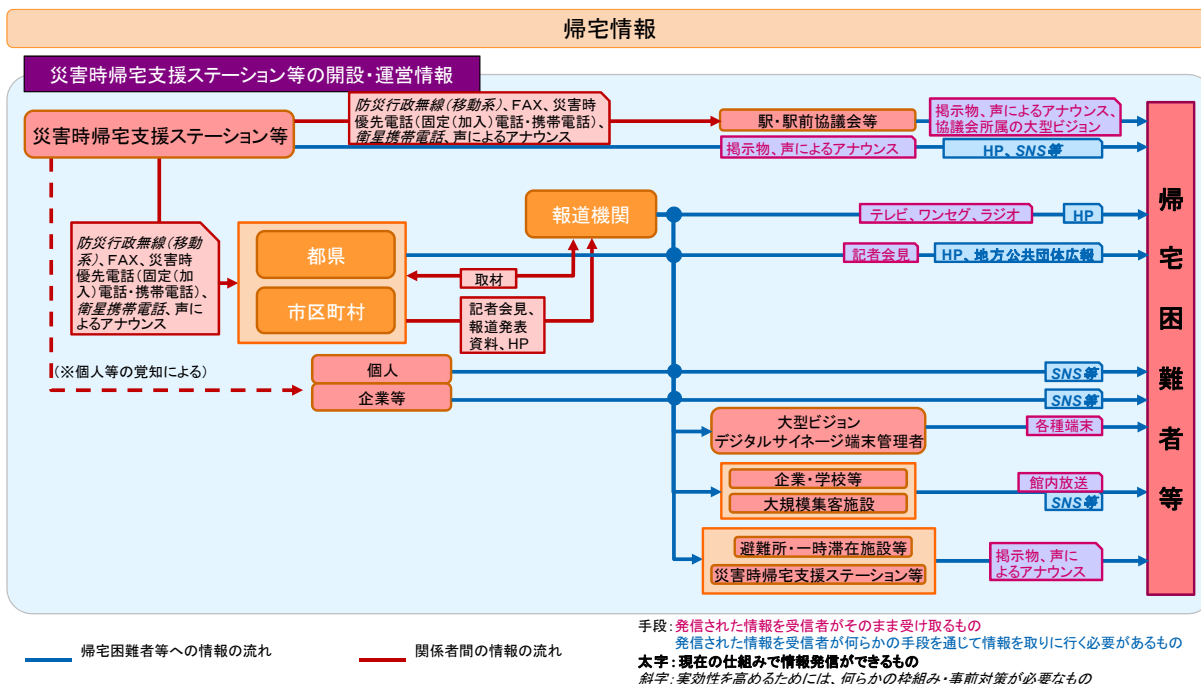 帰宅情報
災害時帰宅支援ステーション等の開設・運営情報
災害時帰宅支援ステーション等
防災行政無線(移動系)、FAX、災害時
優先電話(固定(加入)電話・携帯電話)、
衛星携帯電話、声によるアナウンス
駅・駅前協議会等
掲示物、声によるアナウンス、
協議会所属の大型ビジョン
掲示物、声によるアナウンス
HP、SNS等
帰宅困難者等
報道機関
テレビ、ワンセグ、ラジオ
HP
防災行政無線(移動
系)、FAX、災害時
優先電話(固定(加
入)電話・携帯電話)、
衛星携帯電話、声に
よるアナウンス
都県
市区町村
取材
記者会見、
報道発表
資料、HP
記者会見
HP、地方公共団体広報
(※個人等の覚知による)
個人
企業等
SNS等
SNS等
大型ビジョン
デジタルサイネージ端末管理者
各種端末
企業・学校等
大規模集客施設
館内放送
SNS等
避難所・一時滞在施設等
災害時帰宅支援ステーション等
掲示物、声に
よるアナウンス
帰宅困難者等への情報の流れ
関係者間の情報の流れ
手段:発信された情報を受信者がそのまま受け取るもの
発信された情報を受信者が何らかの手段を通じて情報を取りに行く必要があるもの
太字:現在の仕組みで情報発信ができるもの
斜字:実効性を高めるためには、何らかの枠組み・事前対策が必要なもの